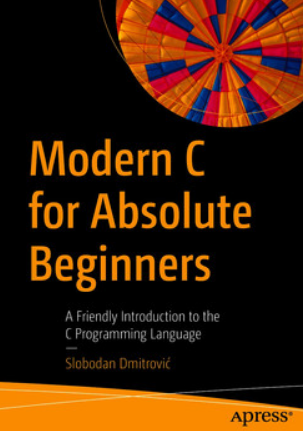 Modern C
for Absolute
Beginners
A Friendly Introduction to the
C Programming Language
Slobodan Dmitrović
Apress®